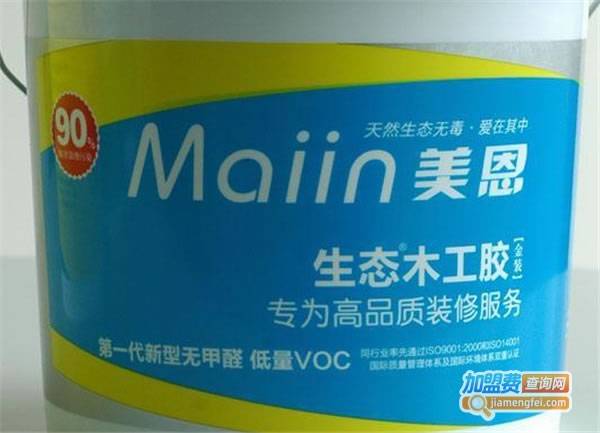 天然生态无毒·爱在其中
90%
Maiin美恩
生态®木工胶【金装】
专为高品质装修服务
第一代新型无甲醛 低量VOC
同行业率先通过ISO9001:2000和ISO14001
国际质量管理体系及国际环境体系双重认证
加盟费查询网
jiamengfei.com